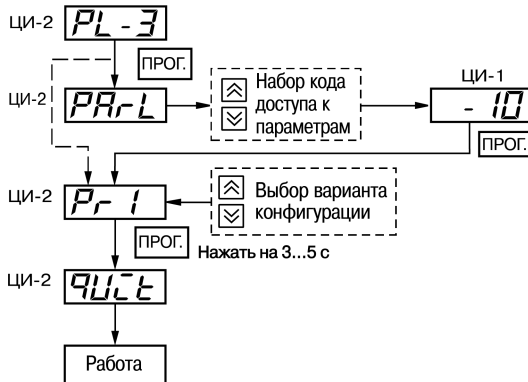 ЦИ-2 PL-3
ПРОГ.
ЦИ-2 PArL
Набор кода
доступа к
параметрам
ЦИ-1
- 10
ПРОГ.
ЦИ-2 Pr 1
Выбор варианта
конфигурации
ПРОГ.
Нажать на 3...5 с
ЦИ-2 qUit
Работа